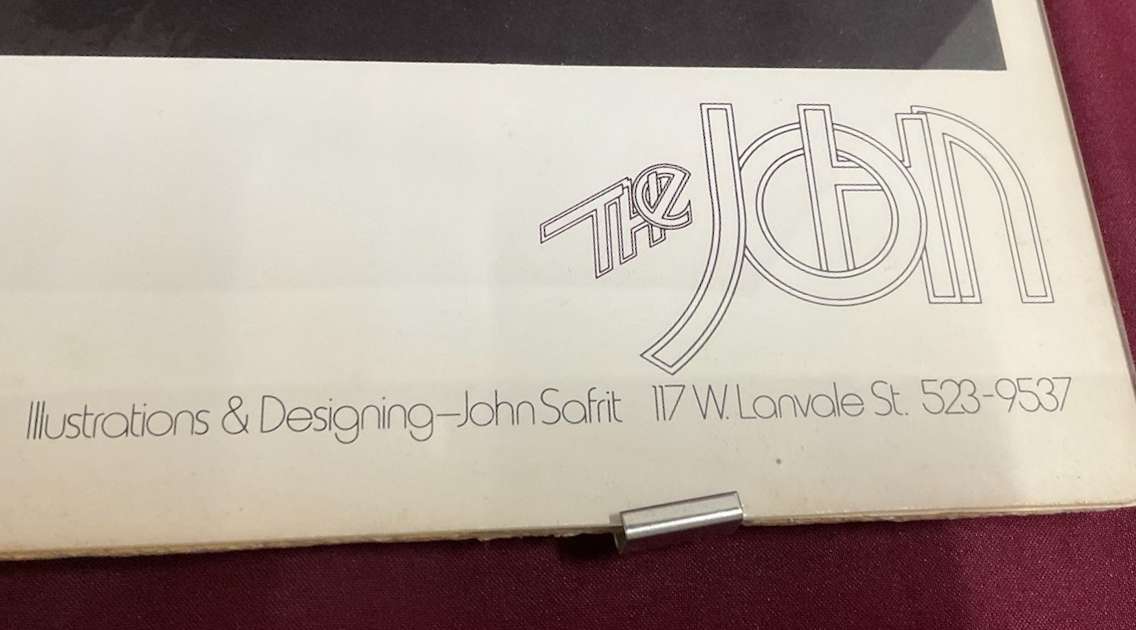 THE John
Illustrations & Designing—John Safrit 117 W. Lanvale St. 523-9537